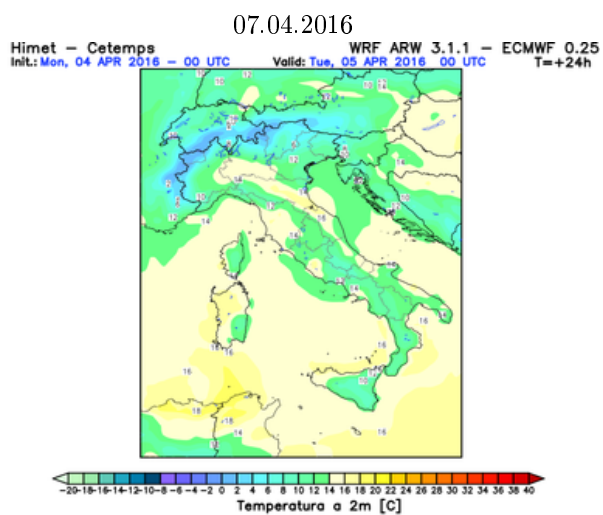 07.04.2016
Himet – Cetemps WRF ARW 3.1.1 – ECMWF 0.25
Init.: Mon, 04 APR 2016 – 00 UTC Valid: Tue, 05 APR 2016 00 UTC T=+24h
-20-18-16-14-12-10-8 -6 -4 -2 0 2 4 6 8 10 12 14 16 18 20 22 24 26 28 30 32 34 36 38 40
Temperatura a 2m [C]